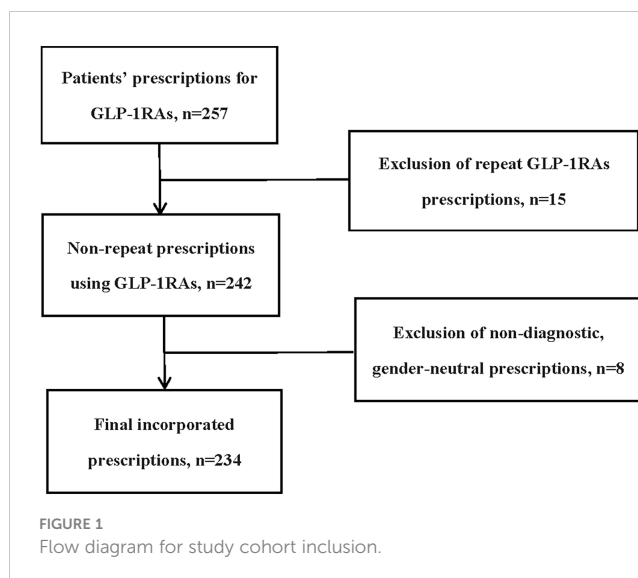 Patients' prescriptions for
GLP-1RAs, n=257
Exclusion of repeat GLP-1RAs
prescriptions, n=15
Non-repeat prescriptions
using GLP-1RAs, n=242
Exclusion of non-diagnostic,
gender-neutral prescriptions, n=8
Final incorporated
prescriptions, n=234
FIGURE 1
Flow diagram for study cohort inclusion.